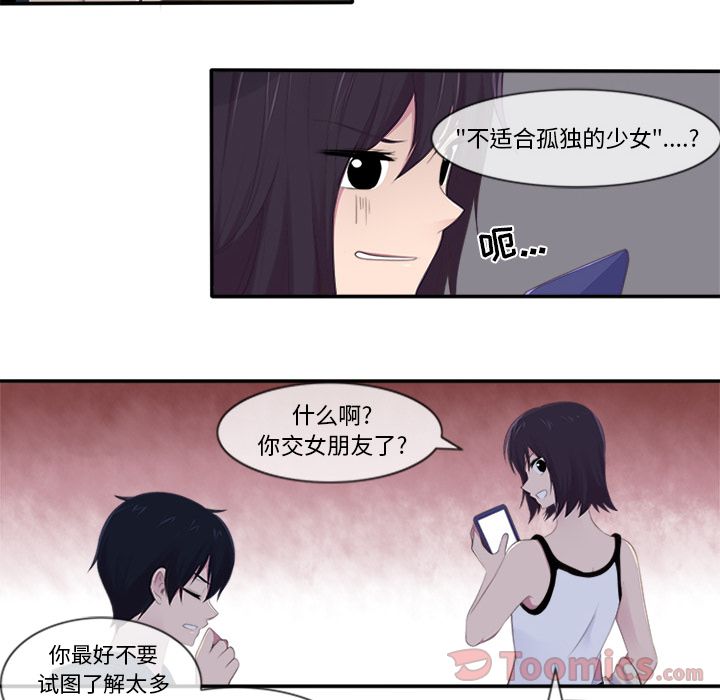 "不适合孤独的少女"....?
呃...
什么啊?
你交女朋友了?
你最好不要
试图了解太多
Toomics.com